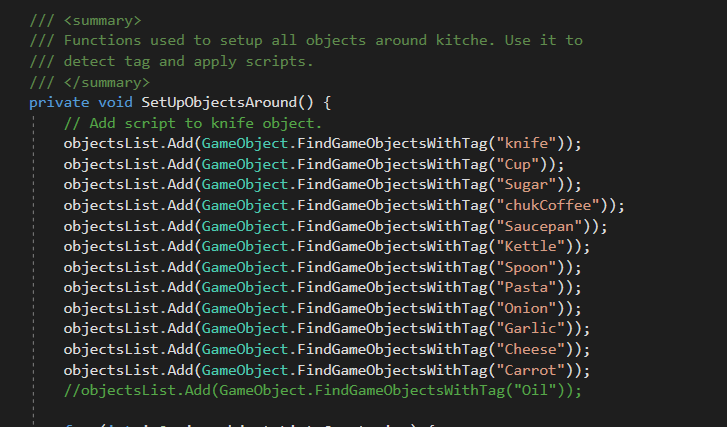 /// <summary>
/// Functions used to setup all objects around kitche. Use it to
/// detect tag and apply scripts.
/// </summary>
private void SetUpObjectsAround() {
// Add script to knife object.
objectsList.Add(GameObject.FindGameObjectsWithTag("knife"));
objectsList.Add(GameObject.FindGameObjectsWithTag("Cup"));
objectsList.Add(GameObject.FindGameObjectsWithTag("Sugar"));
objectsList.Add(GameObject.FindGameObjectsWithTag("chukCoffee"));
objectsList.Add(GameObject.FindGameObjectsWithTag("Saucepan"));
objectsList.Add(GameObject.FindGameObjectsWithTag("Kettle"));
objectsList.Add(GameObject.FindGameObjectsWithTag("Spoon"));
objectsList.Add(GameObject.FindGameObjectsWithTag("Pasta"));
objectsList.Add(GameObject.FindGameObjectsWithTag("Onion"));
objectsList.Add(GameObject.FindGameObjectsWithTag("Garlic"));
objectsList.Add(GameObject.FindGameObjectsWithTag("Cheese"));
objectsList.Add(GameObject.FindGameObjectsWithTag("Carrot"));
//objectsList.Add(GameObject.FindGameObjectsWithTag("Oil"));